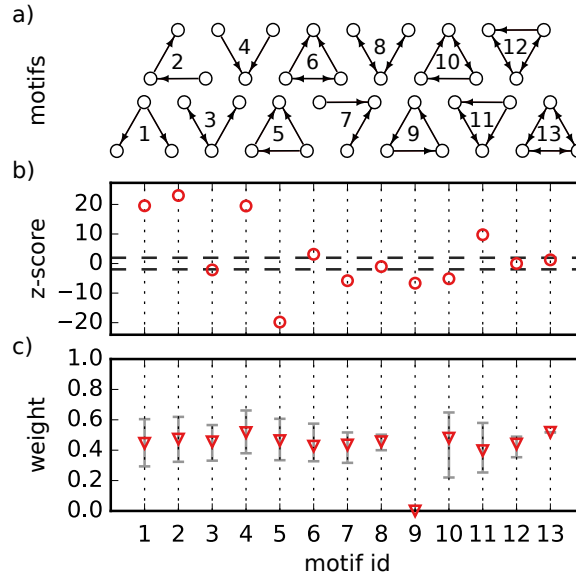 a)
motifs
2 4 6 8 10 12
1 3 5 7 9 11 13
b)
z-score
20
10
0
−10
−20
c)
weight
1.0
0.8
0.6
0.4
0.2
0.0
1 2 3 4 5 6 7 8 9 10 11 12 13
motif id